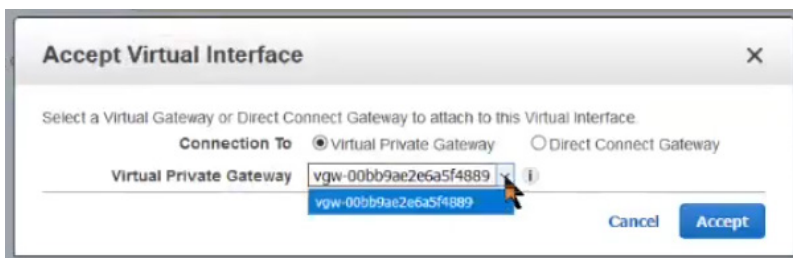 Accept Virtual Interface
Select a Virtual Gateway or Direct Connect Gateway to attach to this Virtual Interface.
Connection To Virtual Private Gateway Direct Connect Gateway
Virtual Private Gateway vgw-00bb9ae2e6a5f4889
vgw-00bb9ae2e6a5f4889
Cancel Accept